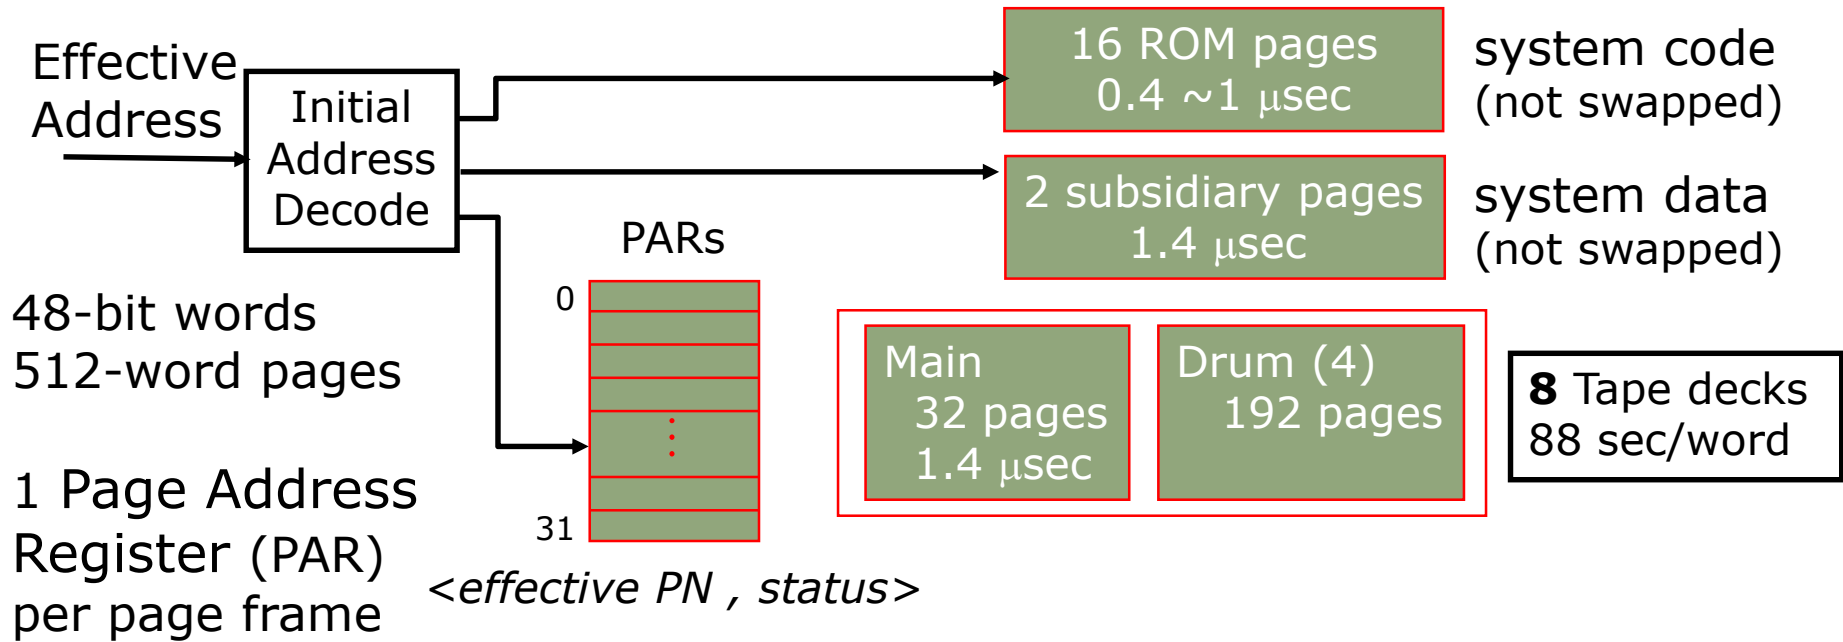 Effective
Address
Initial
Address
Decode
16 ROM pages
0.4 ~1 μsec
system code
(not swapped)
2 subsidiary pages
1.4 μsec
system data
(not swapped)
PARs
0
31
<effective PN , status>
48-bit words
512-word pages
1 Page Address
Register (PAR)
per page frame
Main
32 pages
1.4 μsec
Drum (4)
192 pages
8 Tape decks
88 sec/word